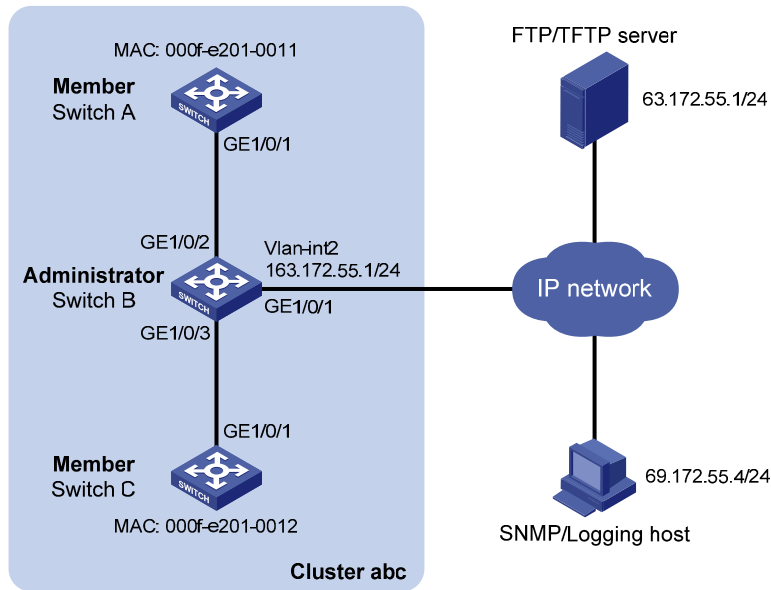 MAC: 000f-e201-0011
Member
Switch A
SWITCH
GE1/0/1
GE1/0/2
Administrator
Switch B
SWITCH
Vlan-int2
163.172.55.1/24
GE1/0/1
GE1/0/3
GE1/0/1
Member
Switch C
SWITCH
MAC: 000f-e201-0012
Cluster abc
FTP/TFTP server
63.172.55.1/24
IP network
69.172.55.4/24
SNMP/Logging host